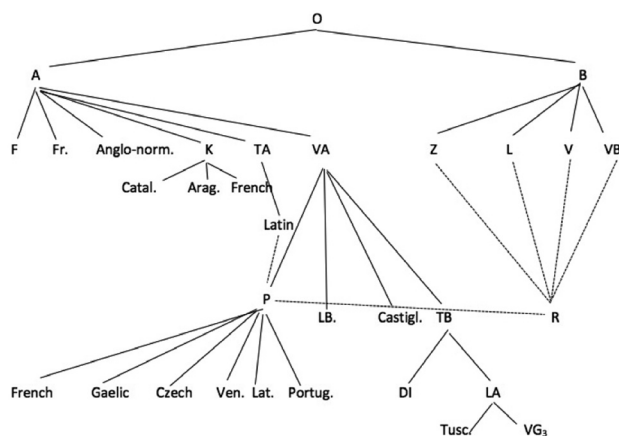 O
A B
F Fr. Anglo-norm. K TA VA Z L V VB
Catal. Arag. French
Latin
P LB. Castigl. TB R
French Gaelic Czech Ven. Lat. Portug. DI LA
Tusc. VG₃